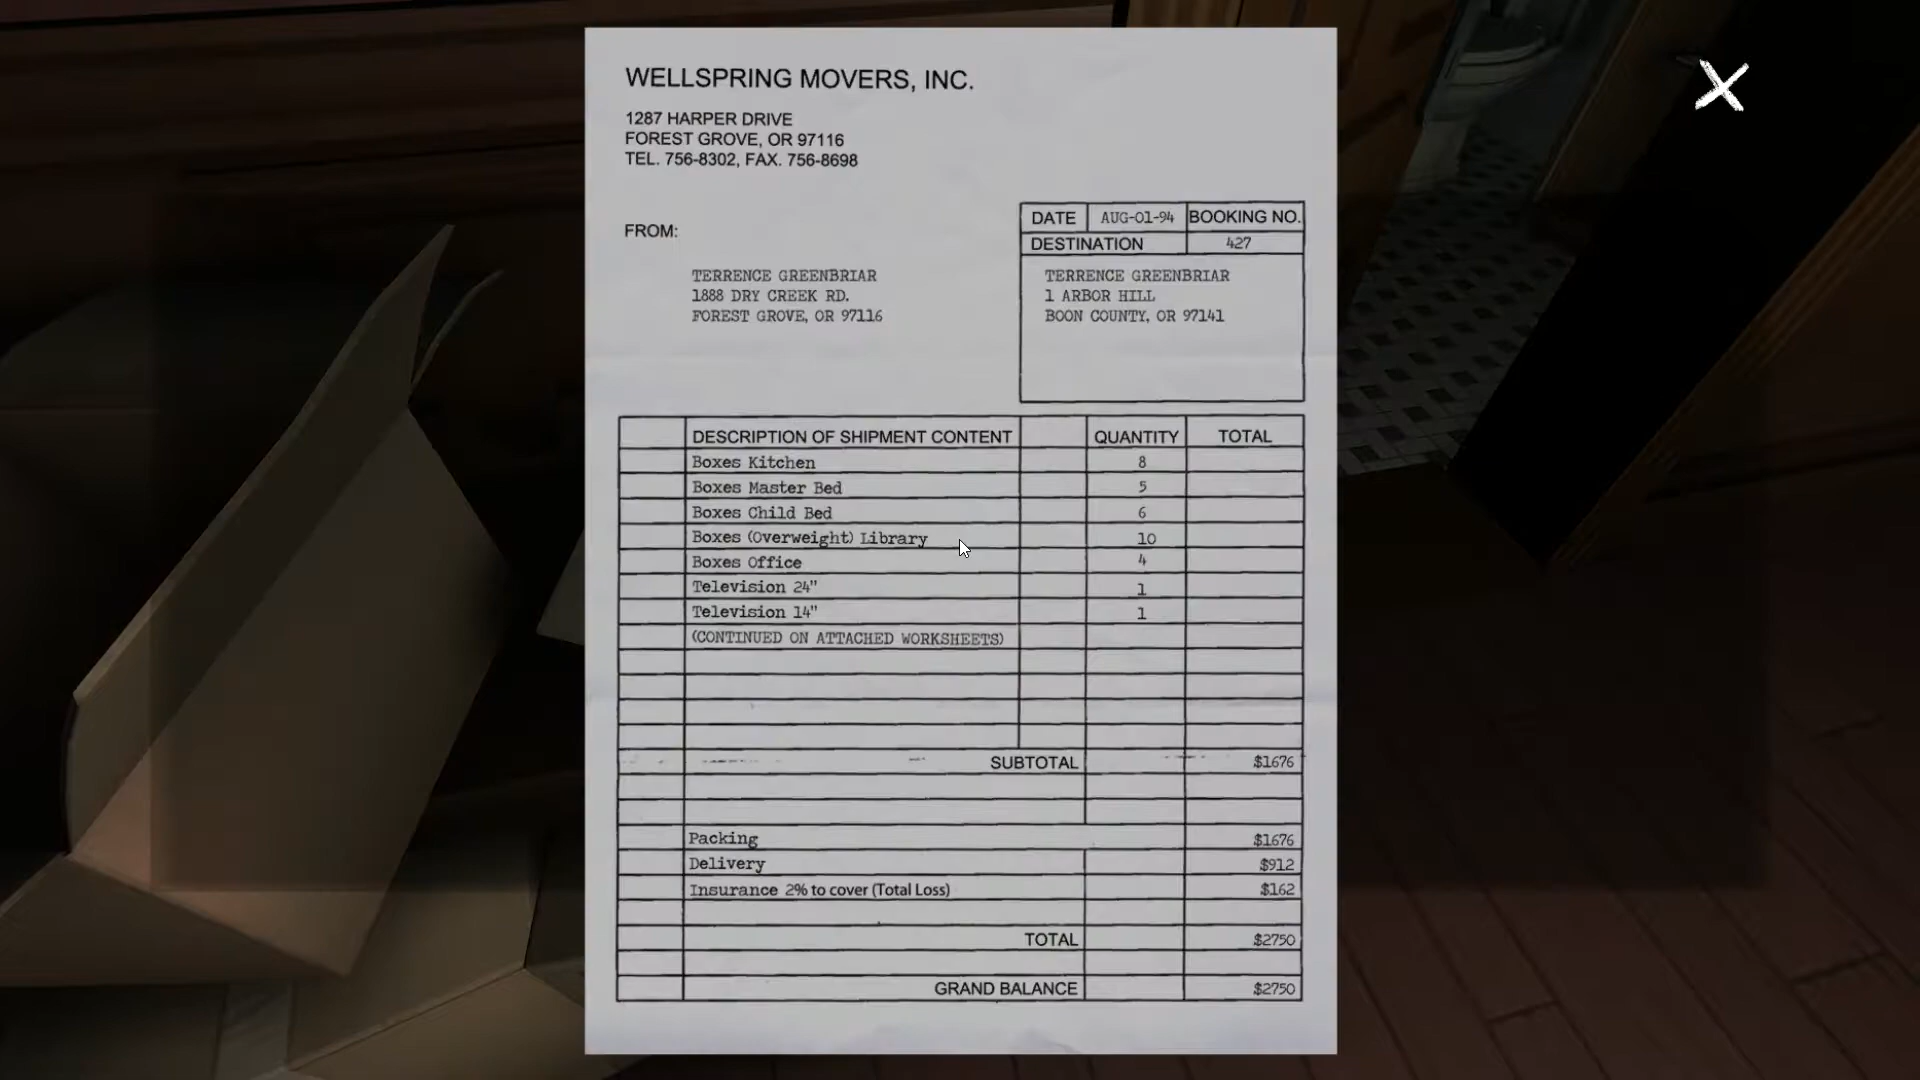 WELLSPRING MOVERS, INC.
1287 HARPER DRIVE
FOREST GROVE, OR 97116
TEL. 756-8302, FAX. 756-8698
FROM:
TERRENCE GREENBRIAR
1888 DRY CREEK RD.
FOREST GROVE, OR 97116
DATE AUG-01-94 BOOKING NO.
DESTINATION 427
TERRENCE GREENBRIAR
1 ARBOR HILL
BOON COUNTY, OR 97141
DESCRIPTION OF SHIPMENT CONTENT QUANTITY TOTAL
Boxes Kitchen 8
Boxes Master Bed 5
Boxes Child Bed 6
Boxes (Overweight) Library 10
Boxes Office 4
Television 24" 1
Television 14" 1
(CONTINUED ON ATTACHED WORKSHEETS)
SUBTOTAL $1676
Packing $1676
Delivery $912
Insurance 2% to cover (Total Loss) $162
TOTAL $2750
GRAND BALANCE $2750